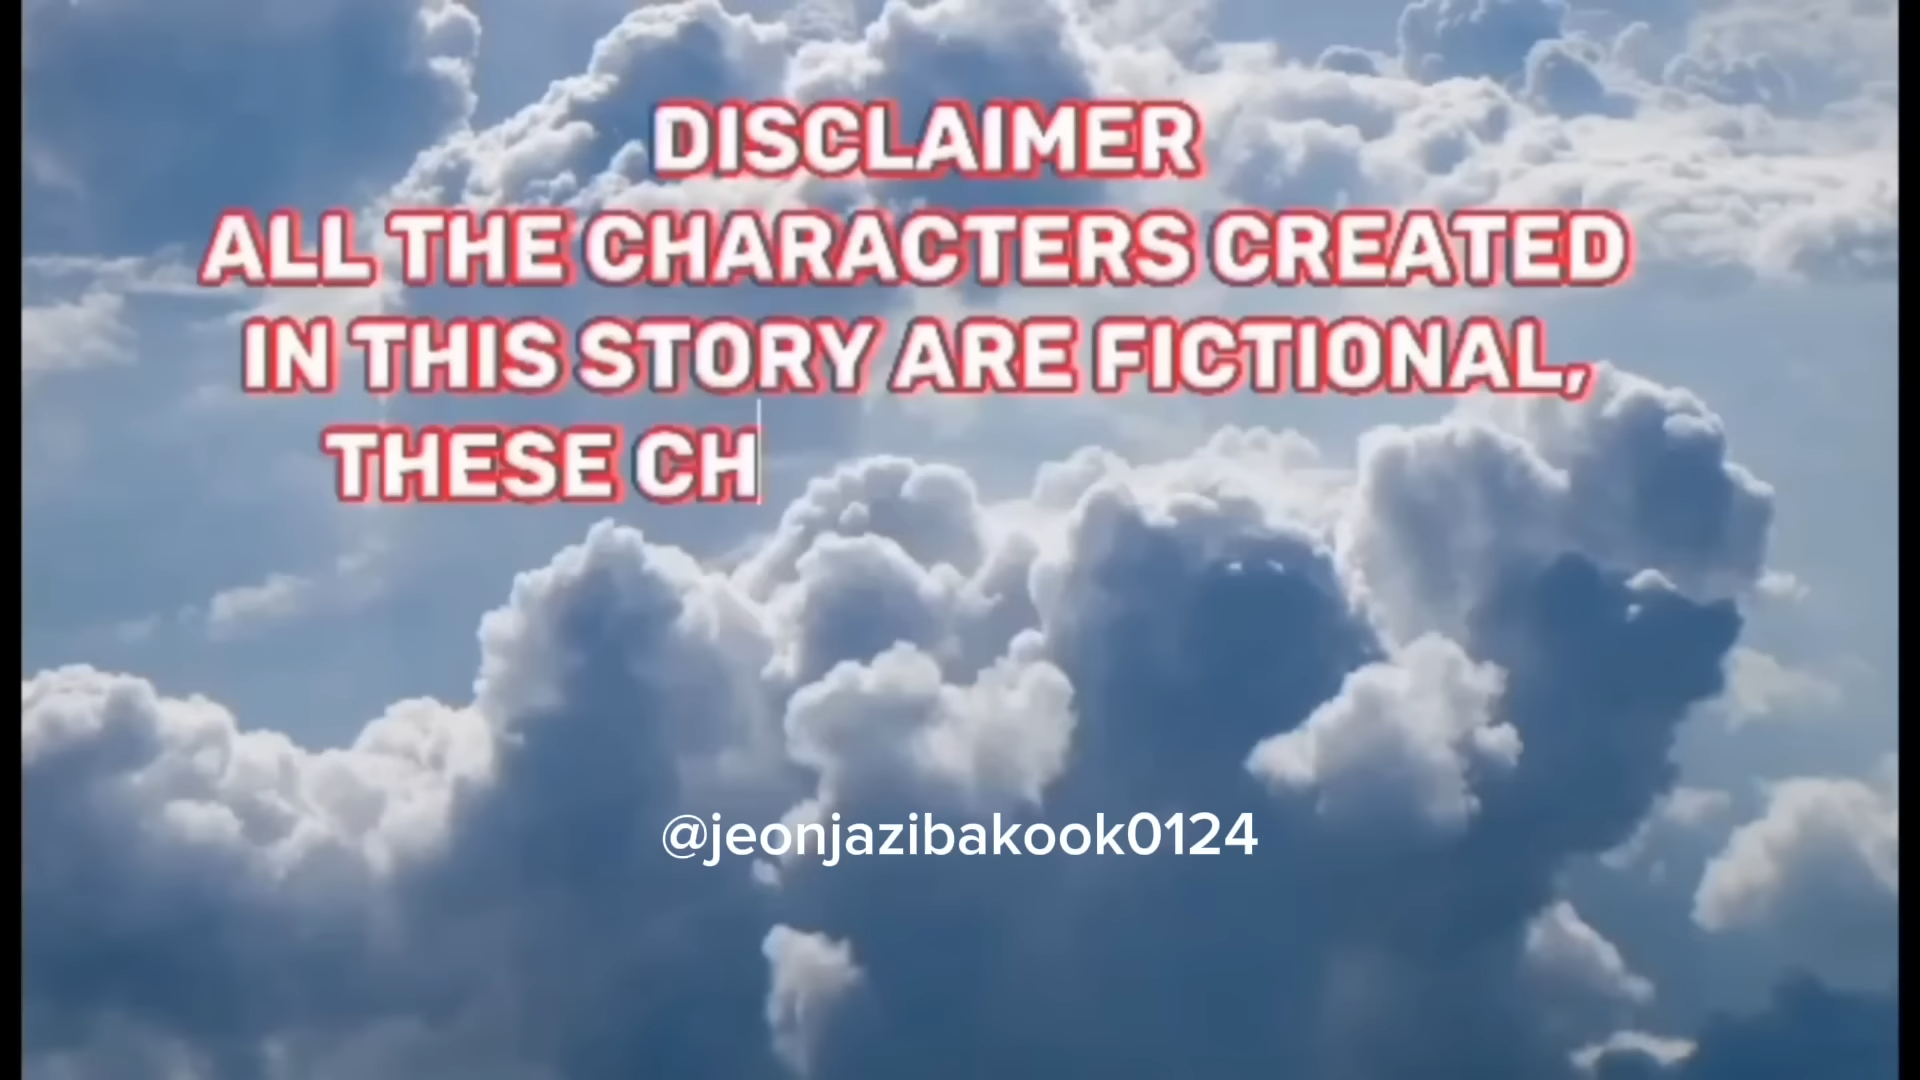 DISCLAIMER
ALL THE CHARACTERS CREATED
IN THIS STORY ARE FICTIONAL,
THESE CH
@jeonjazibakook0124